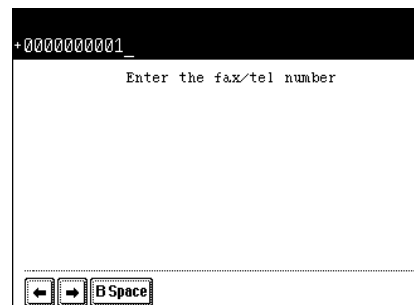 +0000000001_
Enter the fax/tel number
← → B Space